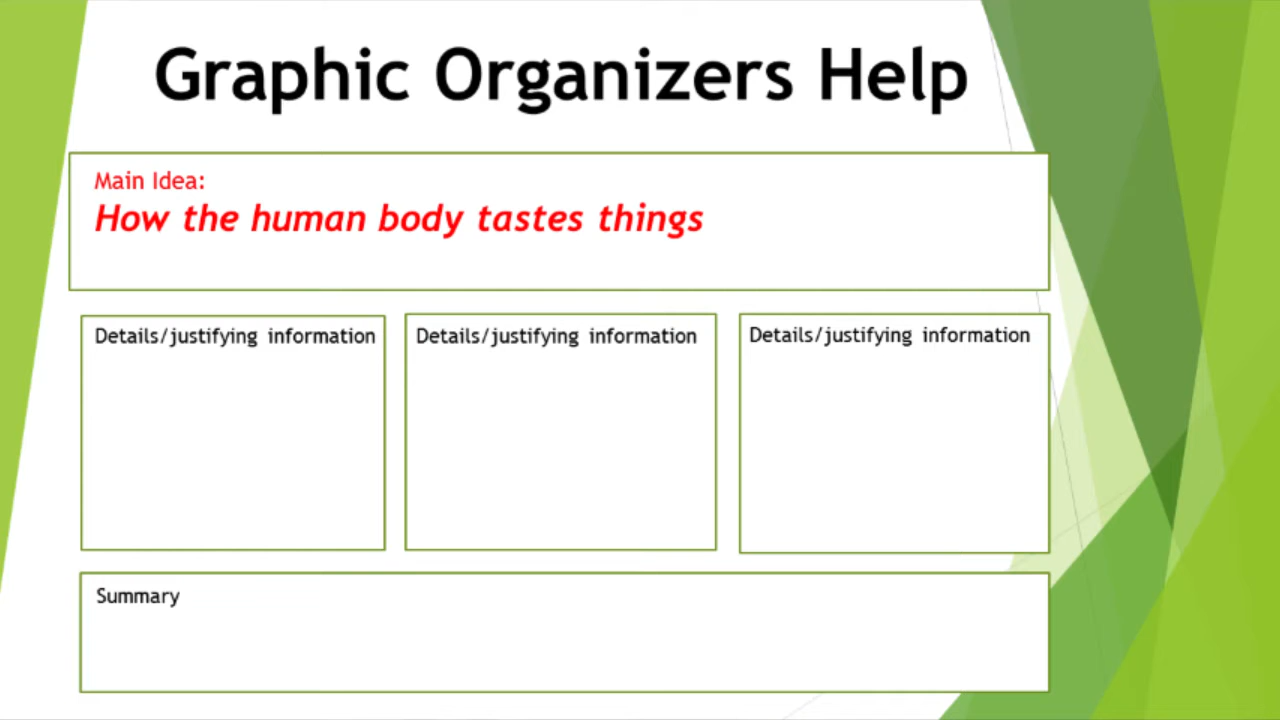 Graphic Organizers Help
Main Idea:
How the human body tastes things
Details/justifying information
Details/justifying information
Details/justifying information
Summary